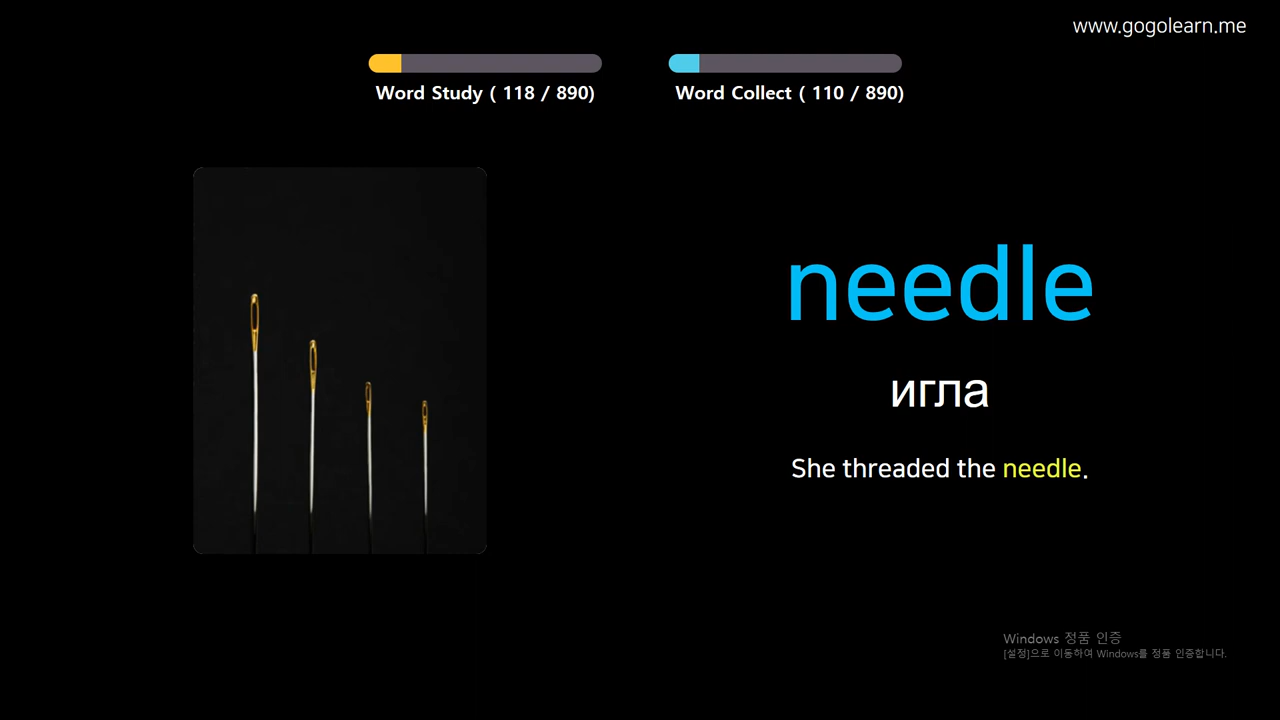 www.gogolearn.me
Word Study ( 118 / 890)
Word Collect ( 110 / 890)
needle
игла
She threaded the needle.
Windows 정품 인증
[설정]으로 이동하여 Windows를 정품 인증합니다.